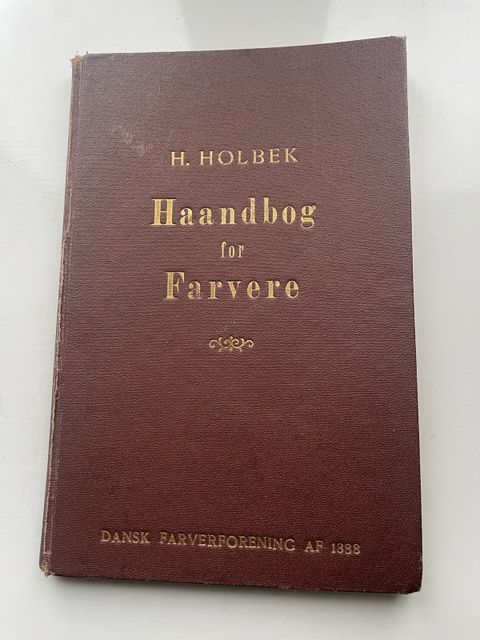 H. HOLBEK
Haandbog
for
Farvere
DANSK FARVERFORENING AF 1888